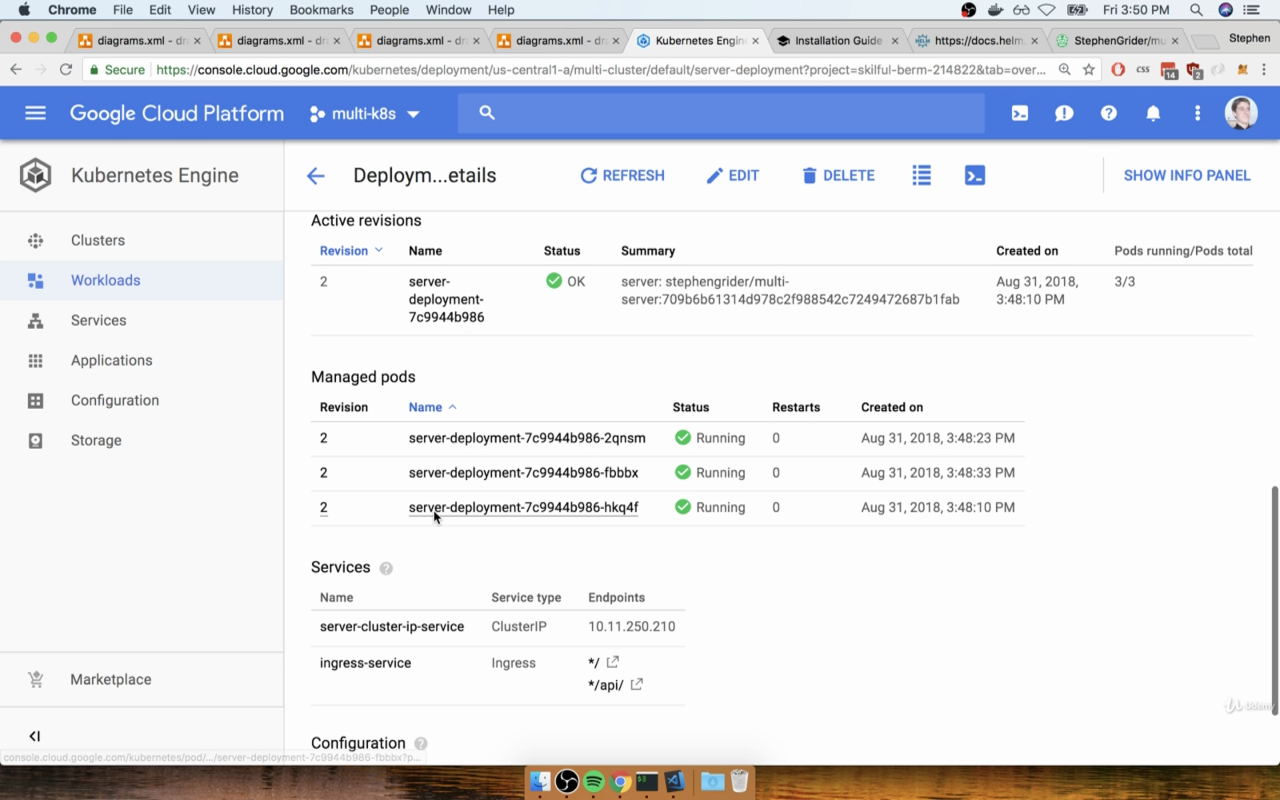 Chrome File Edit View History Bookmarks People Window Help Fri 3:50 PM
diagrams.xml - dra diagrams.xml - dra diagrams.xml - dr diagrams.xml - dra Kubernetes Engin Installation Guide https://docs.helm. StephenGrider/mu Stephen
Secure https://console.cloud.google.com/kubernetes/deployment/us-central1-a/multi-cluster/default/server-deployment?project=skilful-berm-214822&tab=over... css 14 2
Google Cloud Platform multi-k8s
Kubernetes Engine Deploym...etails REFRESH EDIT DELETE SHOW INFO PANEL
Clusters
Workloads
Services
Applications
Configuration
Storage
Marketplace
Active revisions
Revision Name Status Summary Created on Pods running/Pods total
2 server- OK server: stephengrider/multi- Aug 31, 2018, 3/3
deployment- server:709b6b61314d978c2f988542c7249472687b1fab 3:48:10 PM
7c9944b986
Managed pods
Revision Name Status Restarts Created on
2 server-deployment-7c9944b986-2qnsm Running 0 Aug 31, 2018, 3:48:23 PM
2 server-deployment-7c9944b986-fbbbx Running 0 Aug 31, 2018, 3:48:33 PM
2 server-deployment-7c9944b986-hkq4f Running 0 Aug 31, 2018, 3:48:10 PM
Services
Name Service type Endpoints
server-cluster-ip-service ClusterIP 10.11.250.210
ingress-service Ingress */
*/api/
Configuration
console.cloud.google.com/kubernetes/pod/.../server-deployment-7c9944b986-fbbbx?p...
Udemy